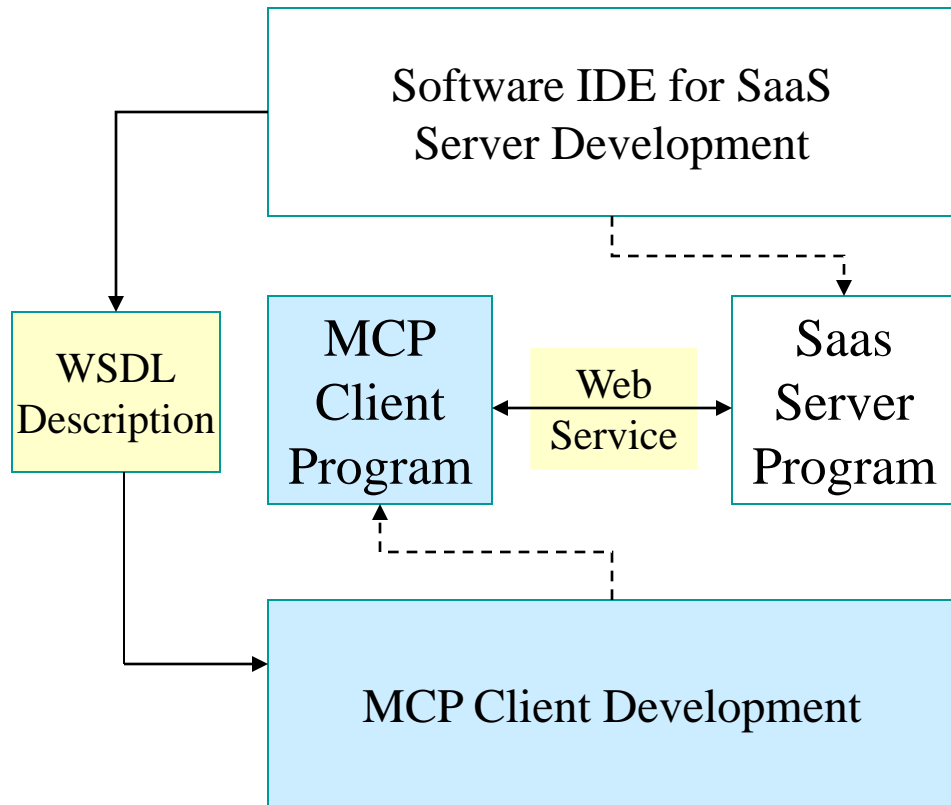 Software IDE for SaaS
Server Development
WSDL
Description
MCP
Client
Program
Web
Service
Saas
Server
Program
MCP Client Development